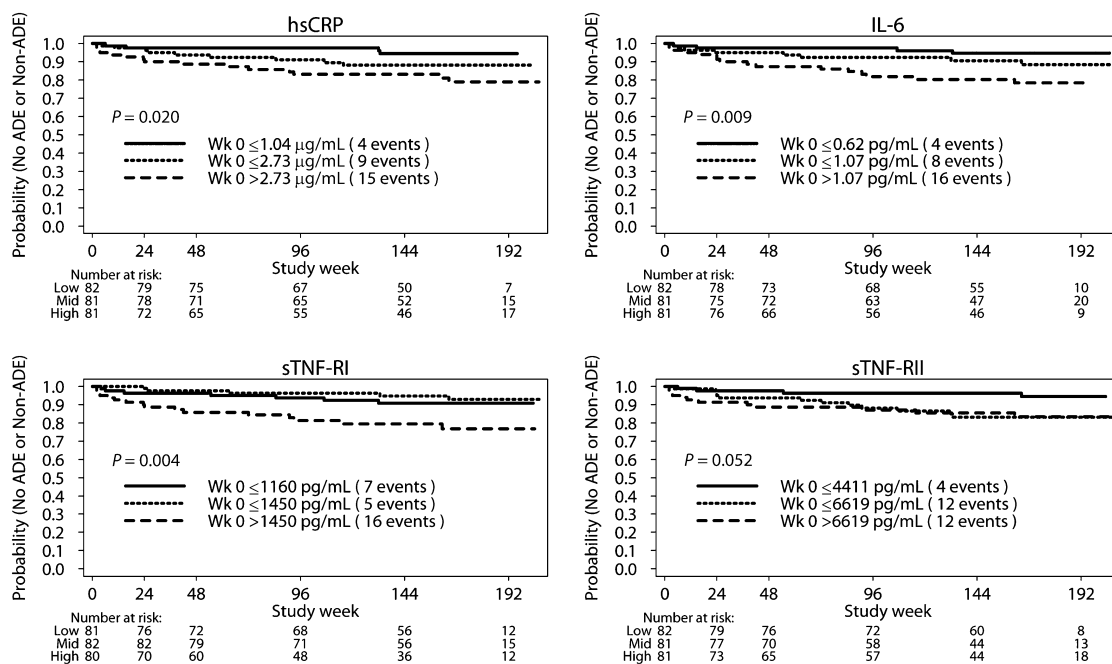 hsCRP
Probability (No ADE or Non-ADE)
1.0
0.9
0.8
0.7
0.6
0.5
0.4
0.3
0.2
0.1
0.0
P = 0.020
Wk 0 ≤1.04 μg/mL ( 4 events )
Wk 0 ≤2.73 μg/mL ( 9 events )
Wk 0 >2.73 μg/mL ( 15 events )
0 24 48 96 144 192
Study week
Number at risk:
Low 82 79 75 67 50 7
Mid 81 78 71 65 52 15
High 81 72 65 55 46 17
IL-6
Probability (No ADE or Non-ADE)
1.0
0.9
0.8
0.7
0.6
0.5
0.4
0.3
0.2
0.1
0.0
P = 0.009
Wk 0 ≤0.62 pg/mL ( 4 events )
Wk 0 ≤1.07 pg/mL ( 8 events )
Wk 0 >1.07 pg/mL ( 16 events )
0 24 48 96 144 192
Study week
Number at risk:
Low 82 78 73 68 55 10
Mid 81 75 72 63 47 20
High 81 76 66 56 46 9
sTNF-RI
Probability (No ADE or Non-ADE)
1.0
0.9
0.8
0.7
0.6
0.5
0.4
0.3
0.2
0.1
0.0
P = 0.004
Wk 0 ≤1160 pg/mL ( 7 events )
Wk 0 ≤1450 pg/mL ( 5 events )
Wk 0 >1450 pg/mL ( 16 events )
0 24 48 96 144 192
Study week
Number at risk:
Low 81 76 72 68 56 12
Mid 82 82 79 71 56 15
High 80 70 60 48 36 12
sTNF-RII
Probability (No ADE or Non-ADE)
1.0
0.9
0.8
0.7
0.6
0.5
0.4
0.3
0.2
0.1
0.0
P = 0.052
Wk 0 ≤4411 pg/mL ( 4 events )
Wk 0 ≤6619 pg/mL ( 12 events )
Wk 0 >6619 pg/mL ( 12 events )
0 24 48 96 144 192
Study week
Number at risk:
Low 82 79 76 72 60 8
Mid 81 77 70 58 44 13
High 81 73 65 57 44 18